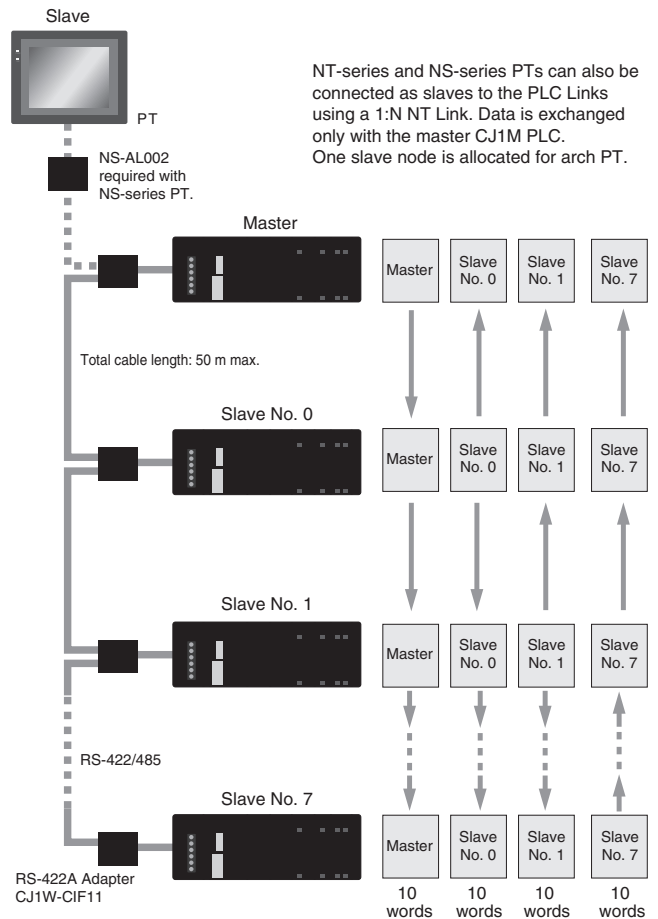 Slave
PT
NT-series and NS-series PTs can also be
connected as slaves to the PLC Links
using a 1:N NT Link. Data is exchanged
only with the master CJ1M PLC.
One slave node is allocated for arch PT.
NS-AL002
required with
NS-series PT.
Master
Master
Slave
No. 0
Slave
No. 1
Slave
No. 7
Total cable length: 50 m max.
Slave No. 0
Master
Slave
No. 0
Slave
No. 1
Slave
No. 7
Slave No. 1
Master
Slave
No. 0
Slave
No. 1
Slave
No. 7
RS-422/485
Slave No. 7
Master
Slave
No. 0
Slave
No. 1
Slave
No. 7
RS-422A Adapter
CJ1W-CIF11
10
words
10
words
10
words
10
words